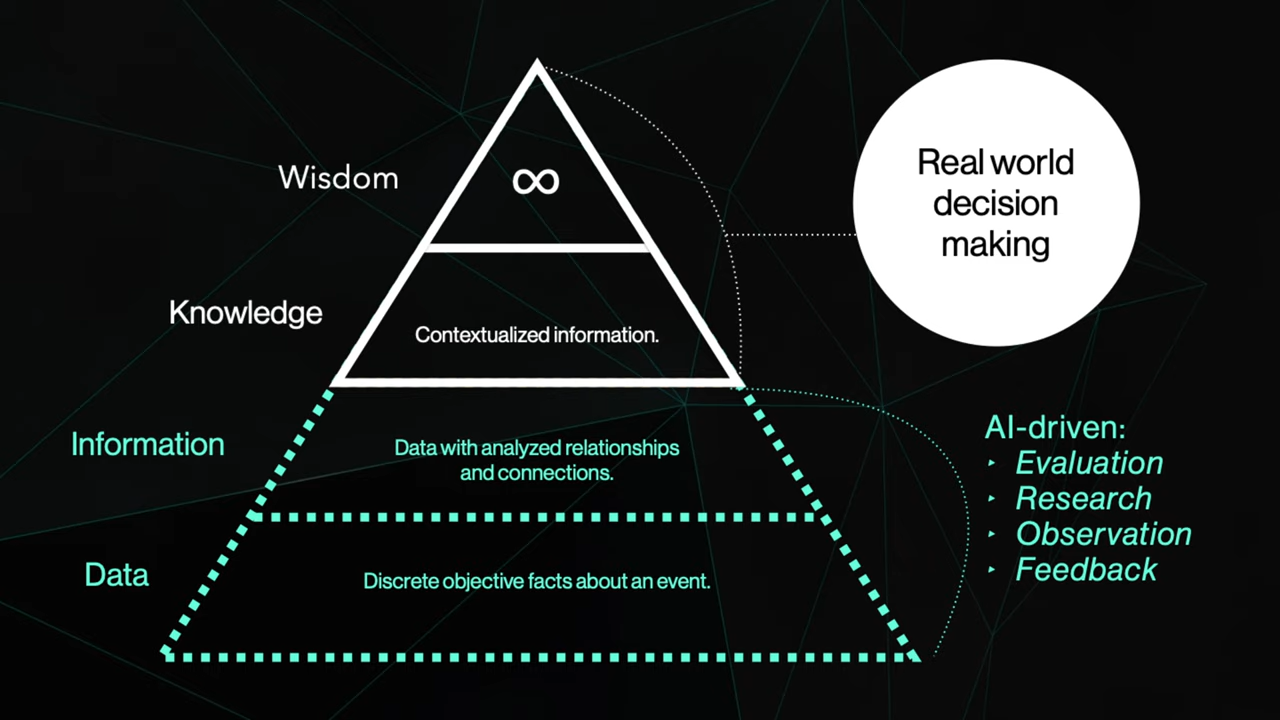 Wisdom
∞
Real world
decision
making
Knowledge
Contextualized information.
Information
Data with analyzed relationships
and connections.
AI-driven:
‣ Evaluation
‣ Research
‣ Observation
‣ Feedback
Data
Discrete objective facts about an event.